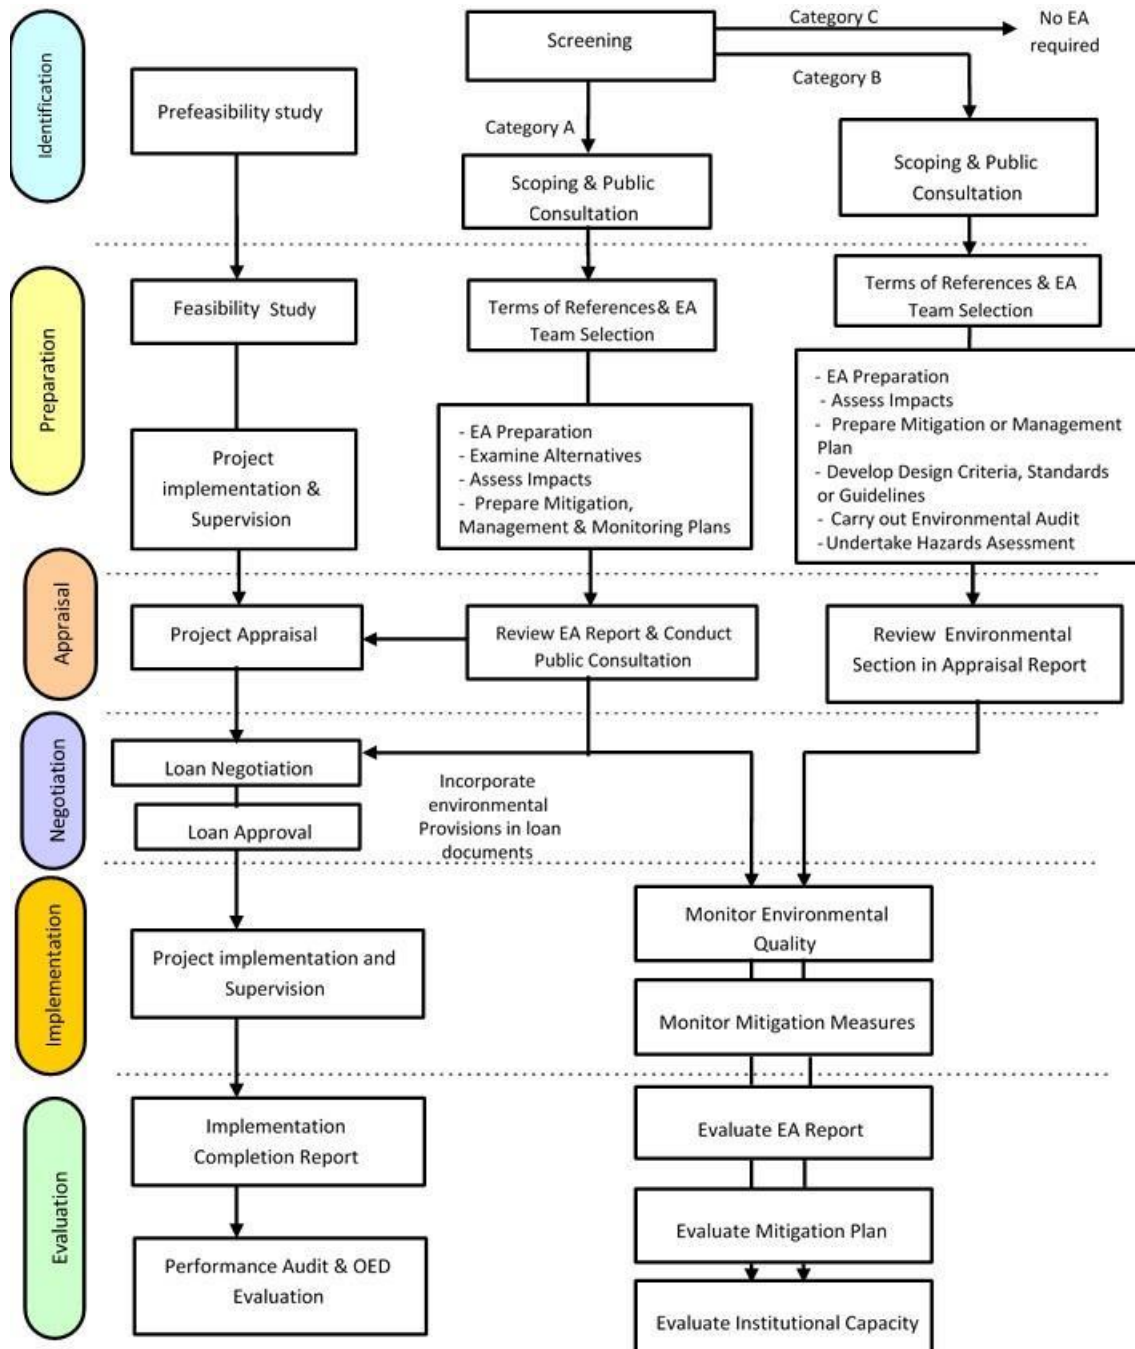 Identification
Prefeasibility study
Screening
Category C
No EA
required
Category B
Category A
Scoping & Public
Consultation
Scoping & Public
Consultation
Preparation
Feasibility Study
Terms of References & EA
Team Selection
Terms of References & EA
Team Selection
Project
implementation &
Supervision
- EA Preparation
- Examine Alternatives
- Assess Impacts
- Prepare Mitigation,
Management & Monitoring Plans
- EA Preparation
- Assess Impacts
- Prepare Mitigation or Management
Plan
- Develop Design Criteria, Standards
or Guidelines
- Carry out Environmental Audit
- Undertake Hazards Asessment
Appraisal
Project Appraisal
Review EA Report & Conduct
Public Consultation
Review Environmental
Section in Appraisal Report
Negotiation
Loan Negotiation
Loan Approval
Incorporate
environmental
Provisions in loan
documents
Implementation
Project implementation and
Supervision
Monitor Environmental
Quality
Monitor Mitigation Measures
Evaluation
Implementation
Completion Report
Performance Audit & OED
Evaluation
Evaluate EA Report
Evaluate Mitigation Plan
Evaluate Institutional Capacity